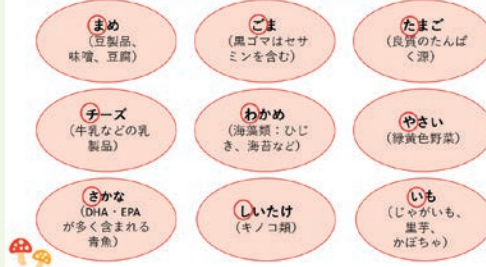 まめ
(豆製品、
味噌、豆腐)
ごま
(黒ゴマはセサ
ミンを含む)
たまご
(良質のたんぱ
く源)
チーズ
(牛乳などの乳
製品)
わかめ
(海藻類:ひじ
き、海苔など)
やさい
(緑黄色野菜)
さかな
(DHA・EPA
が多く含まれる
青魚)
しいたけ
(キノコ類)
いも
(じゃがいも、
里芋、
かぼちゃ)